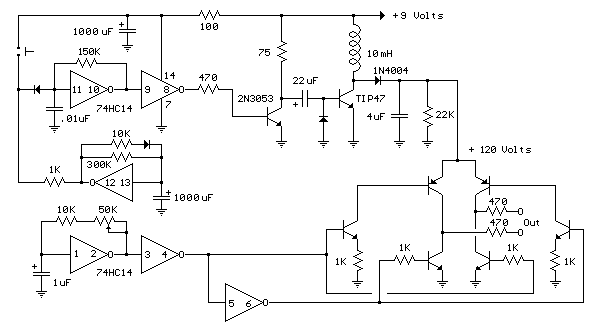 +9 Volts
1000 uF
100
150K
75
10 mH
14
1N4004
11 10
9 8
470
22 uF
+
2N3053
TIP47
7
74HC14
.01uF
4uF
22K
10K
+ 120 Volts
300K
1K
12 13
+
1000 uF
470
10K
50K
470
Out
1 2
3 4
1K
1K
+
74HC14
1K
1K
1uF
5 6